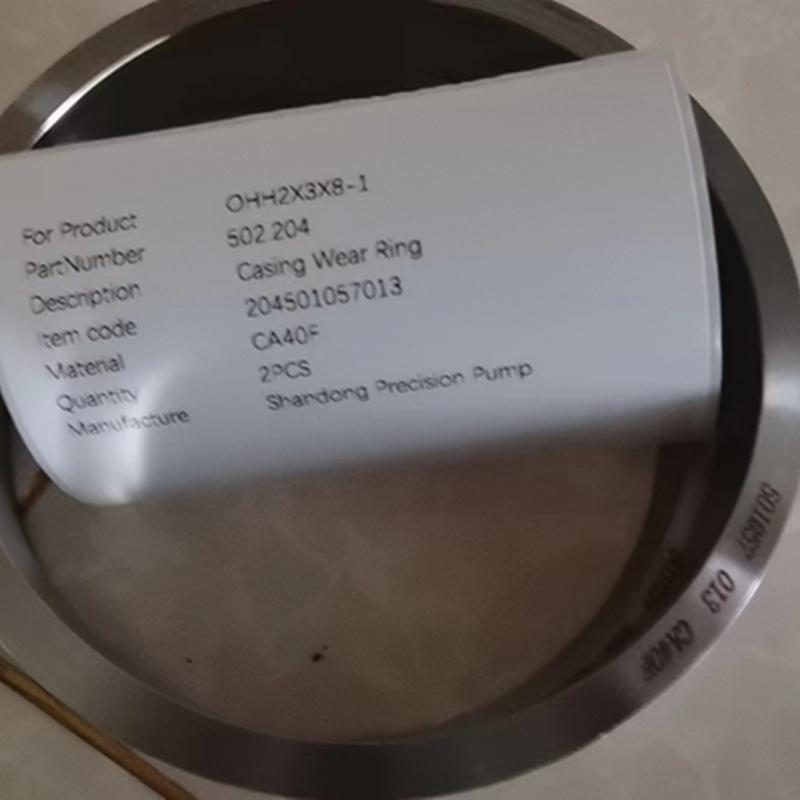 For Product OHH2X3X8-1
PartNumber 502.204
Description Casing Wear Ring
Item code 204501057013
Material CA40F
Quantity 2PCS
Manufacture Shandong Precision Pump
013
CA40F